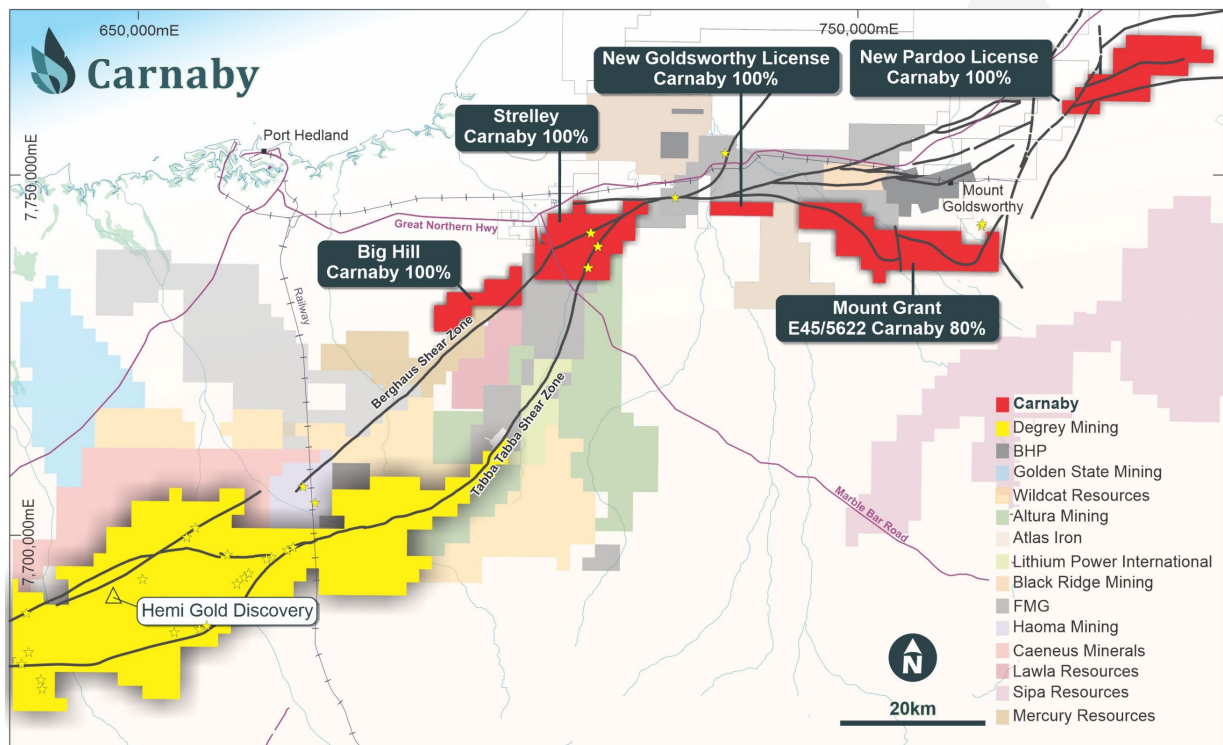 650,000mE
750,000mE
Carnaby
New Goldsworthy License
Carnaby 100%
New Pardoo License
Carnaby 100%
Strelley
Carnaby 100%
Port Hedland
7,750,000mE
Mount
Goldsworthy
Great Northern Hwy
Big Hill
Carnaby 100%
Mount Grant
E45/5622 Carnaby 80%
Railway
Berghaus Shear Zone
Tabba Tabba Shear Zone
Marble Bar Road
7,700,000mE
Hemi Gold Discovery
Carnaby
Degrey Mining
BHP
Golden State Mining
Wildcat Resources
Altura Mining
Atlas Iron
Lithium Power International
Black Ridge Mining
FMG
Haoma Mining
Caeneus Minerals
Lawla Resources
Sipa Resources
Mercury Resources
N
20km